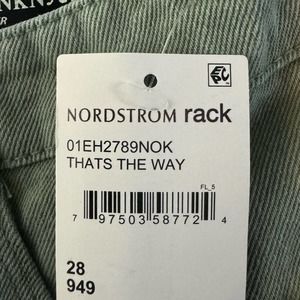 NORDSTROM rack
01EH2789NOK
THATS THE WAY
FL_5
7 97503 58772 4
28
949